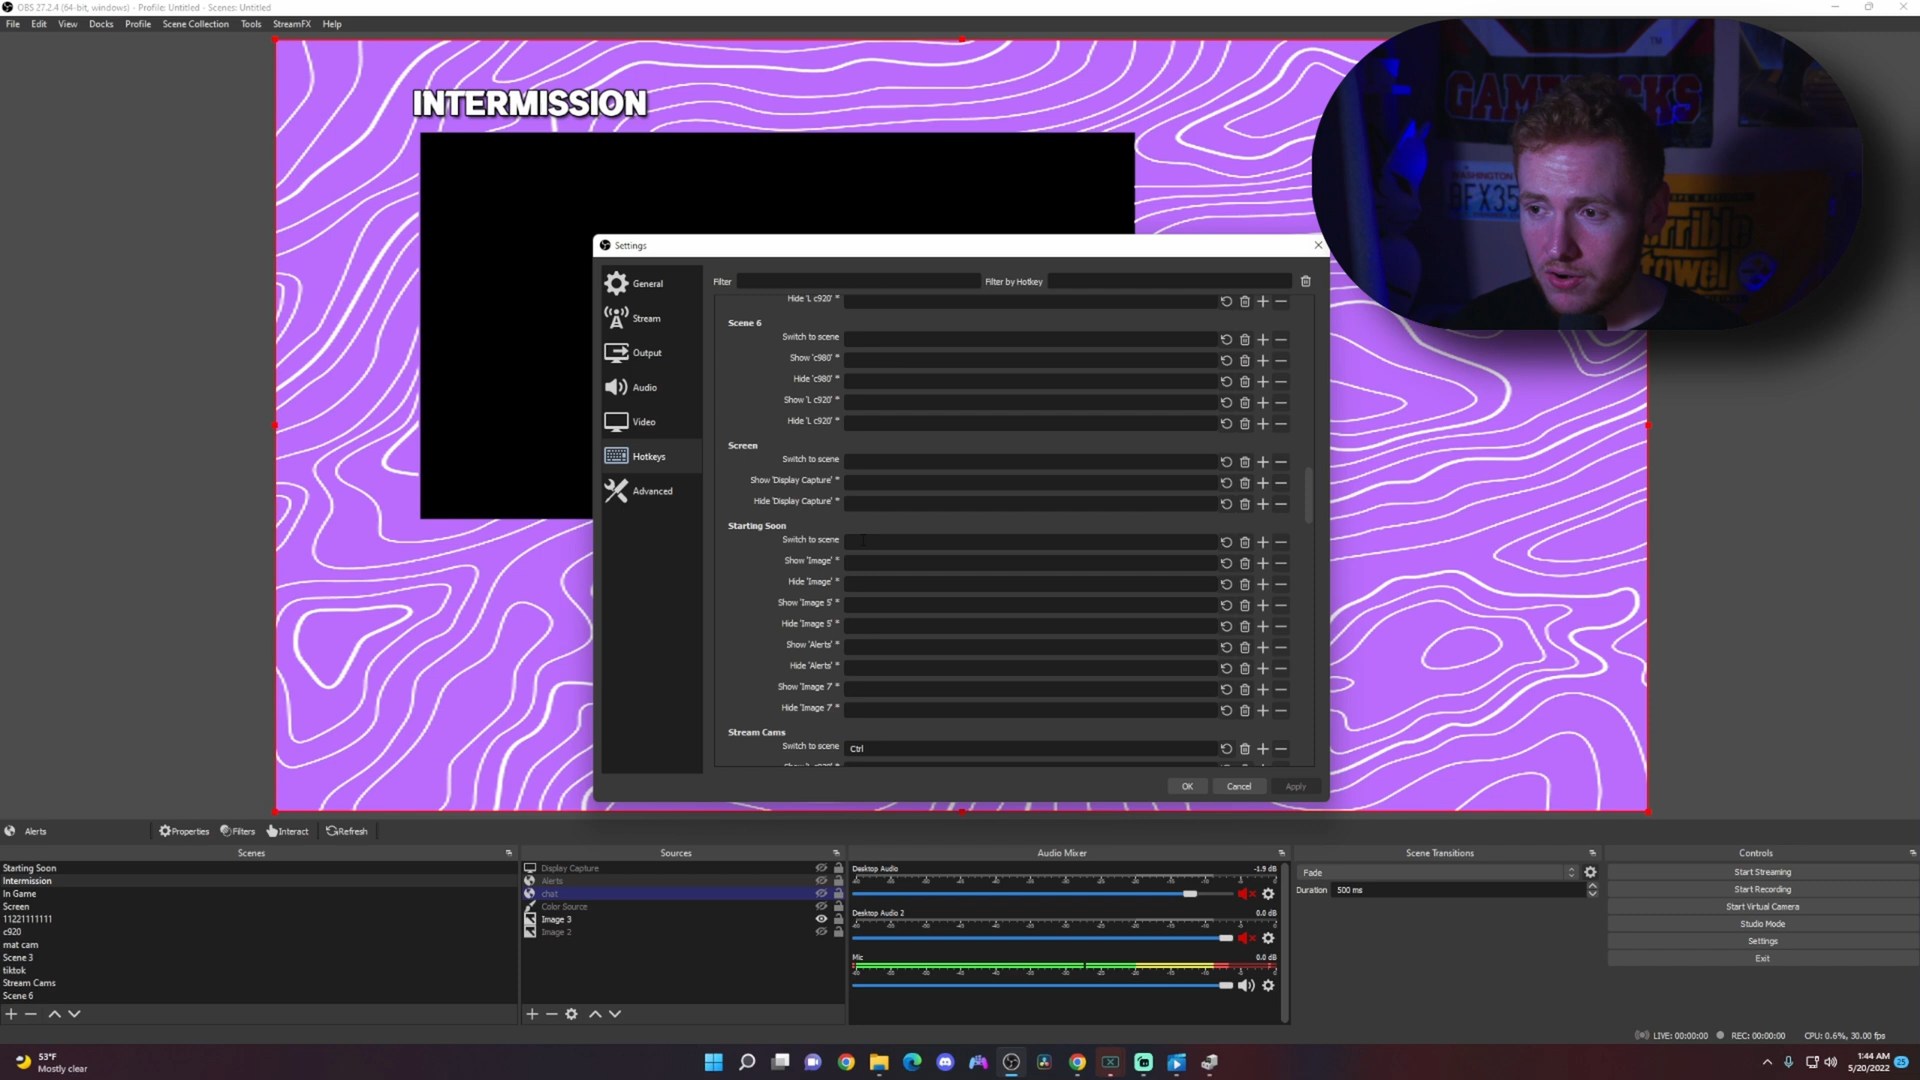 OBS 27.2.4 (64-bit, windows) - Profile: Untitled - Scenes: Untitled
File Edit View Docks Profile Scene Collection Tools StreamFX Help
INTERMISSION
GAMECOCKS
WASHINGTON
BFX35
Terrible
Towel
Settings
General
Stream
Output
Audio
Video
Hotkeys
Advanced
Filter
Filter by Hotkey
Hide 'L c920' *
Scene 6
Switch to scene
Show 'c980' *
Hide 'c980' *
Show 'L c920' *
Hide 'L c920' *
Screen
Switch to scene
Show 'Display Capture' *
Hide 'Display Capture' *
Starting Soon
Switch to scene
Show 'Image' *
Hide 'Image' *
Show 'Image 5' *
Hide 'Image 5' *
Show 'Alerts' *
Hide 'Alerts' *
Show 'Image 7' *
Hide 'Image 7' *
Stream Cams
Switch to scene Ctrl
OK Cancel Apply
Alerts Properties Filters Interact Refresh
Scenes
Starting Soon
Intermission
In Game
Screen
11221111111
c920
mat cam
Scene 3
tiktok
Stream Cams
Scene 6
Sources
Display Capture
Alerts
chat
Color Source
Image 3
Image 2
Audio Mixer
Desktop Audio -1.9 dB
Desktop Audio 2 0.0 dB
Mic 0.0 dB
Scene Transitions
Fade
Duration 500 ms
Controls
Start Streaming
Start Recording
Start Virtual Camera
Studio Mode
Settings
Exit
LIVE: 00:00:00 REC: 00:00:00 CPU: 0.6%, 30.00 fps
53°F
Mostly clear
1:44 AM
5/20/2022
25